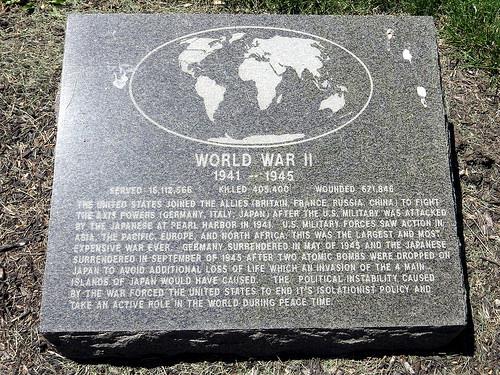 WORLD WAR II
1941 -- 1945
SERVED 16,112,566 KILLED 405,400 WOUNDED 671,846
THE UNITED STATES JOINED THE ALLIES (BRITAIN, FRANCE, RUSSIA, CHINA) TO FIGHT
THE AXIS POWERS (GERMANY, ITALY, JAPAN) AFTER THE U.S. MILITARY WAS ATTACKED
BY THE JAPANESE AT PEARL HARBOR IN 1941. U.S. MILITARY FORCES SAW ACTION IN
ASIA, THE PACIFIC, EUROPE, AND NORTH AFRICA. THIS WAS THE LARGEST AND MOST
EXPENSIVE WAR EVER. GERMANY SURRENDERED IN MAY OF 1945 AND THE JAPANESE
SURRENDERED IN SEPTEMBER OF 1945 AFTER TWO ATOMIC BOMBS WERE DROPPED ON
JAPAN TO AVOID ADDITIONAL LOSS OF LIFE WHICH AN INVASION OF THE 4 MAIN
ISLANDS OF JAPAN WOULD HAVE CAUSED. THE POLITICAL INSTABILITY CAUSED
BY THE WAR FORCED THE UNITED STATES TO END IT'S ISOLATIONIST POLICY AND
TAKE AN ACTIVE ROLE IN THE WORLD DURING PEACE TIME.